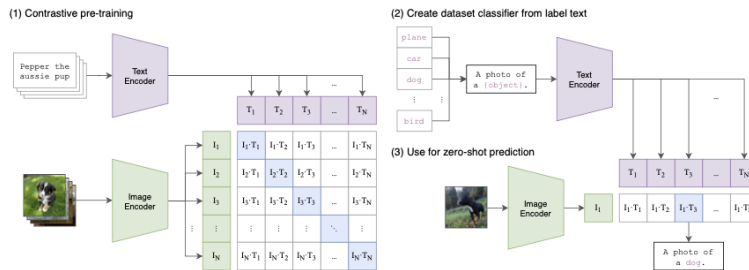 (1) Contrastive pre-training
Pepper the
aussie pup
Text
Encoder
...
T1 T2 T3 ... TN
I1 I1·T1 I1·T2 I1·T3 ... I1·TN
I2 I2·T1 I2·T2 I2·T3 ... I2·TN
I3 I3·T1 I3·T2 I3·T3 ... I3·TN
⋮ ⋮ ⋮ ⋮ ⋱ ⋮
IN IN·T1 IN·T2 IN·T3 ... IN·TN
Image
Encoder
(2) Create dataset classifier from label text
plane
car
dog
⋮
bird
A photo of
a {object}.
⋮
Text
Encoder
...
(3) Use for zero-shot prediction
T1 T2 T3 ... TN
Image
Encoder
I1 I1·T1 I1·T2 I1·T3 ...
A photo of
a dog.